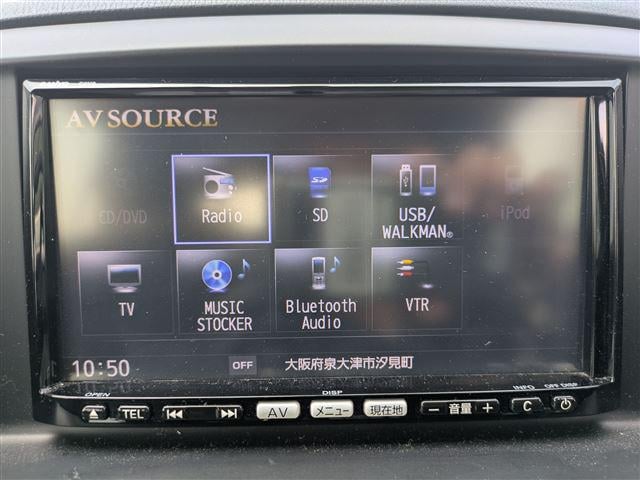 AV SOURCE
CD/DVD
Radio
SD
USB/
WALKMAN®
iPod
TV
MUSIC
STOCKER
Bluetooth
Audio
VTR
10:50
OFF
大阪府泉大津市汐見町
OPEN
DISP
INFO
OFF DISP
TEL
AV
メニュー
現在地
− 音量 +
C